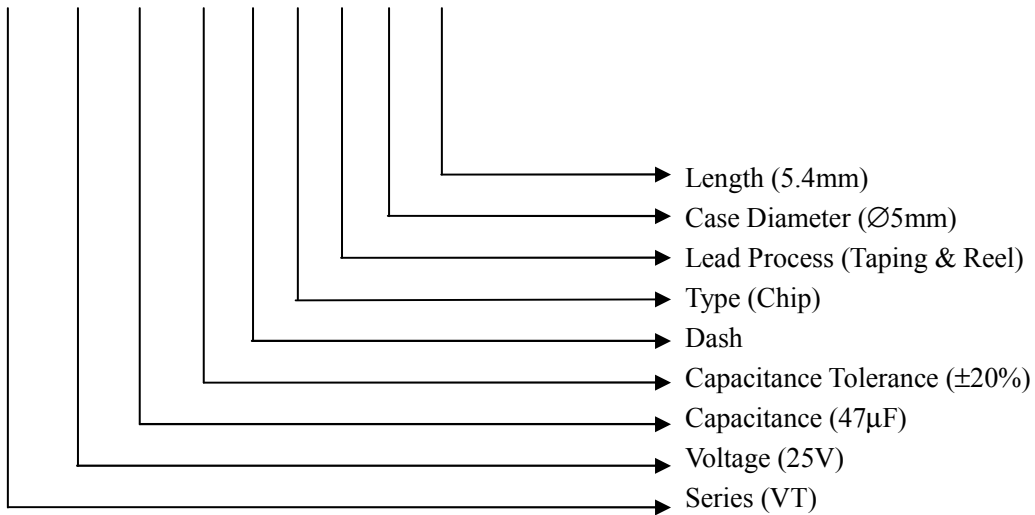 Length (5.4mm)
Case Diameter (∅5mm)
Lead Process (Taping & Reel)
Type (Chip)
Dash
Capacitance Tolerance (±20%)
Capacitance (47μF)
Voltage (25V)
Series (VT)